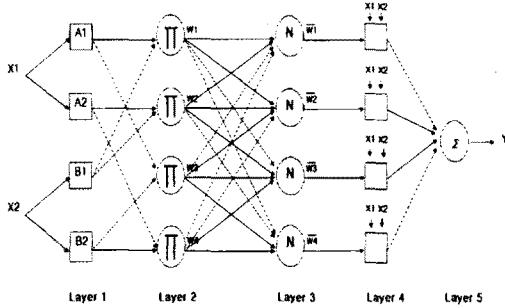 X1 X2
A1 W1 N W1
X1
X1 X2
A2 W2 N W2
Σ Y
X1 X2
B1 W3 N W3
X2
X1 X2
B2 W4 N W4
Layer 1 Layer 2 Layer 3 Layer 4 Layer 5